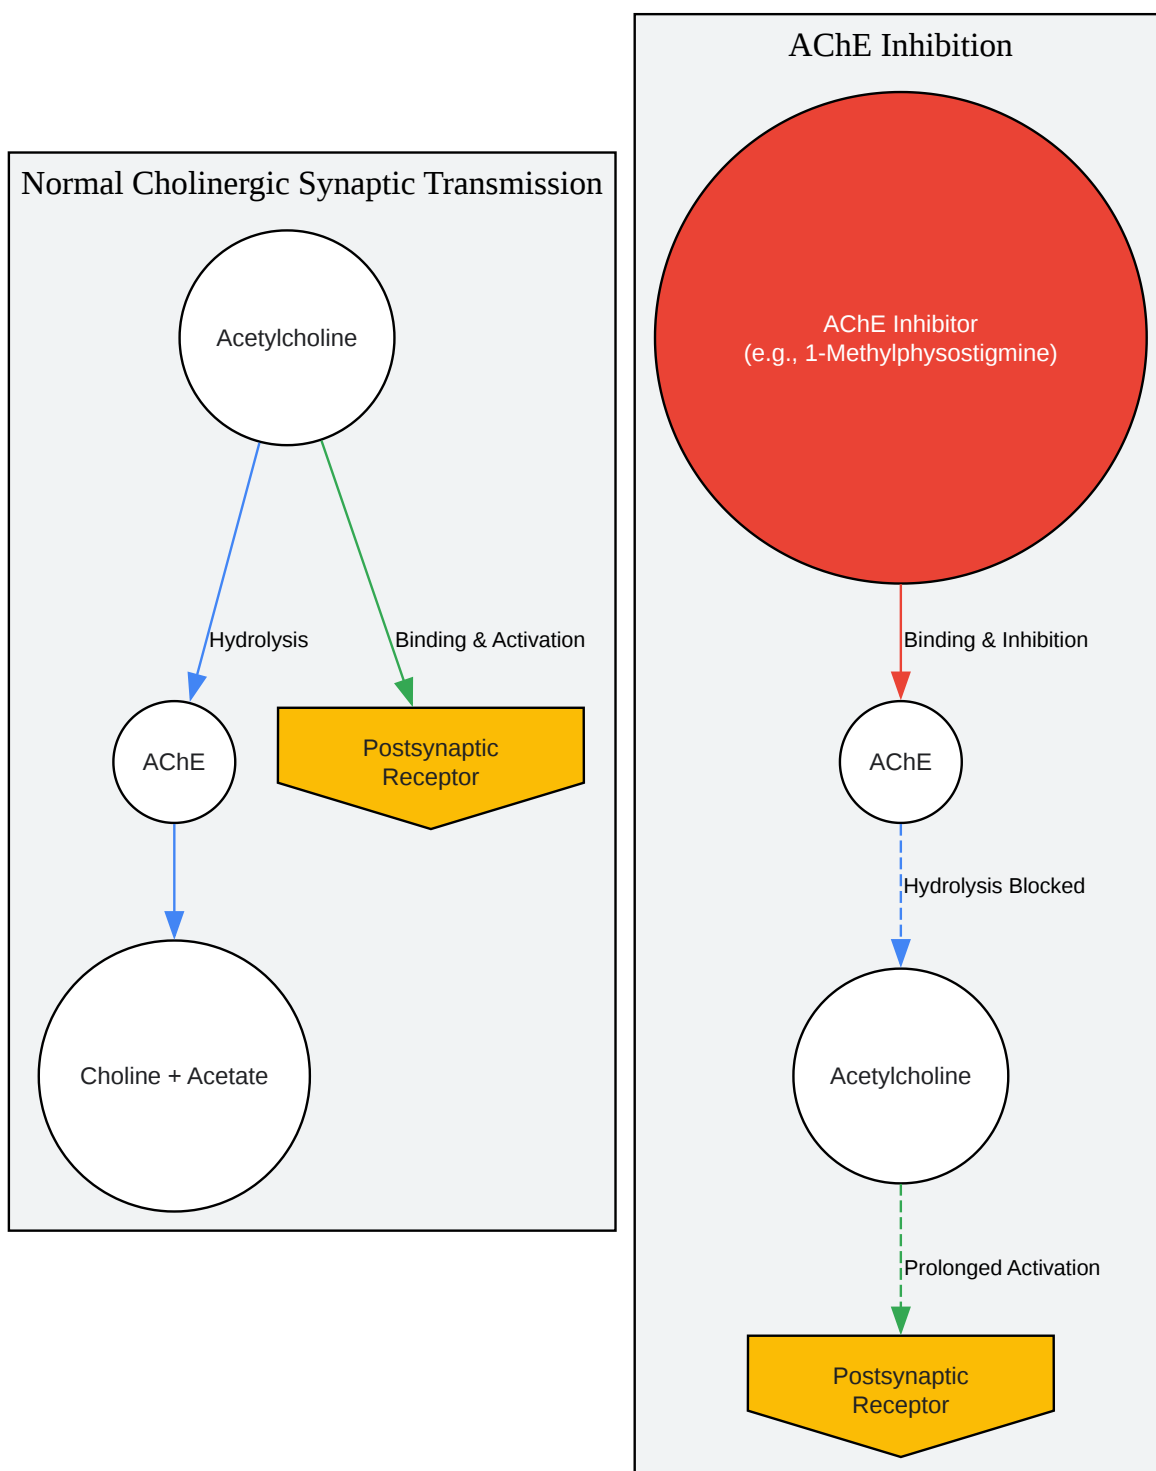 Normal Cholinergic Synaptic Transmission
Acetylcholine
Hydrolysis
Binding & Activation
AChE
Postsynaptic
Receptor
Choline + Acetate
AChE Inhibition
AChE Inhibitor
(e.g., 1-Methylphysostigmine)
Binding & Inhibition
AChE
Hydrolysis Blocked
Acetylcholine
Prolonged Activation
Postsynaptic
Receptor